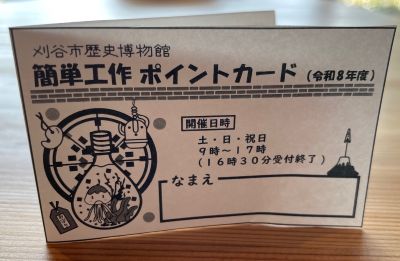 刈谷市歴史博物館
簡単工作 ポイントカード (令和8年度)
開催日時
土・日・祝日
9時～17時
(16時30分受付終了)
なまえ